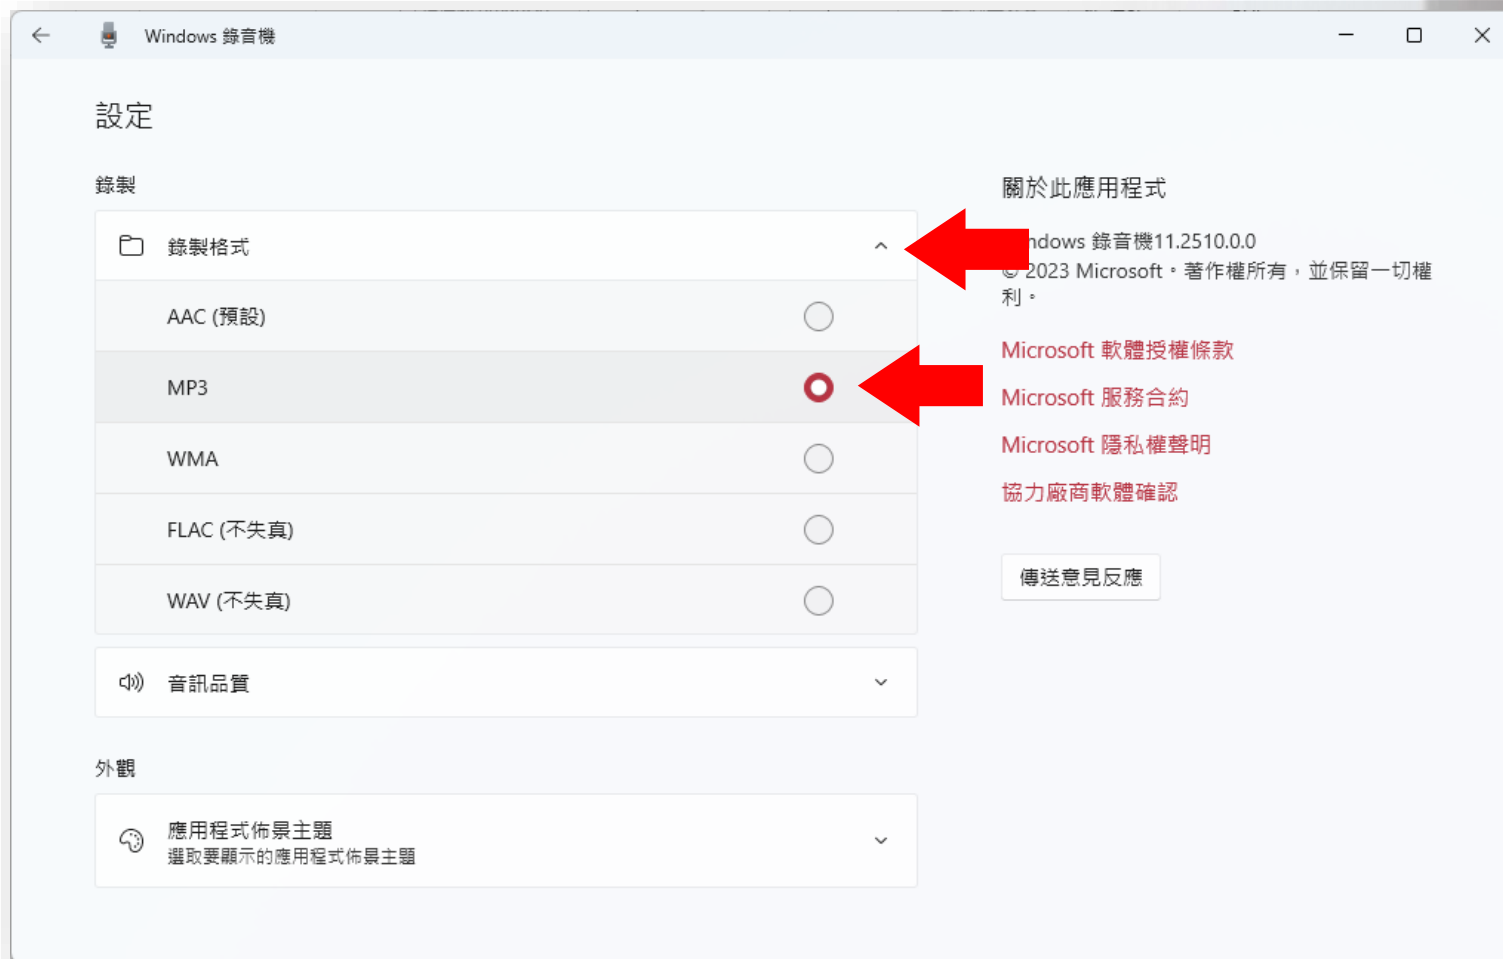 Windows 錄音機
設定
錄製
錄製格式
AAC (預設)
MP3
WMA
FLAC (不失真)
WAV (不失真)
音訊品質
外觀
應用程式佈景主題
選取要顯示的應用程式佈景主題
關於此應用程式
ndows 錄音機11.2510.0.0
© 2023 Microsoft。著作權所有，並保留一切權
利。
Microsoft 軟體授權條款
Microsoft 服務合約
Microsoft 隱私權聲明
協力廠商軟體確認
傳送意見反應